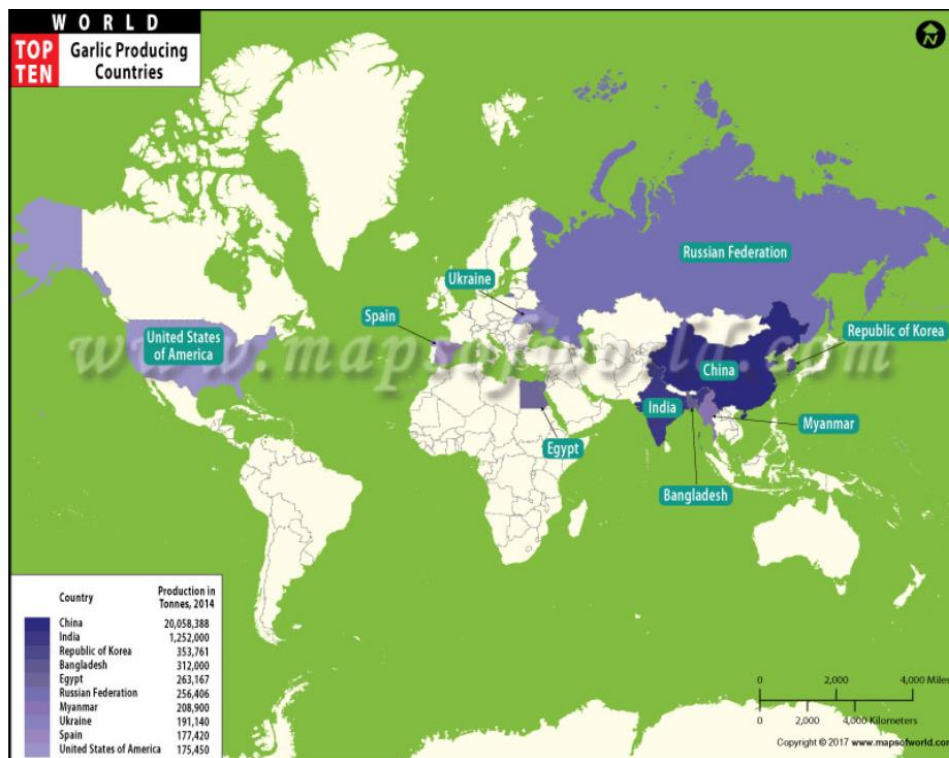 WORLD
TOP TEN
Garlic Producing
Countries
N
Russian Federation
Ukraine
Spain
United States
of America
Republic of Korea
China
India
Myanmar
Egypt
Bangladesh
www.mapsofworld.com
Country Production in Tonnes, 2014
China 20,058,388
India 1,252,000
Republic of Korea 353,761
Bangladesh 312,000
Egypt 263,167
Russian Federation 256,406
Myanmar 208,900
Ukraine 191,140
Spain 177,420
United States of America 175,450
0 2,000 4,000 Miles
0 2,000 4,000 Kilometers
Copyright © 2017 www.mapsofworld.com